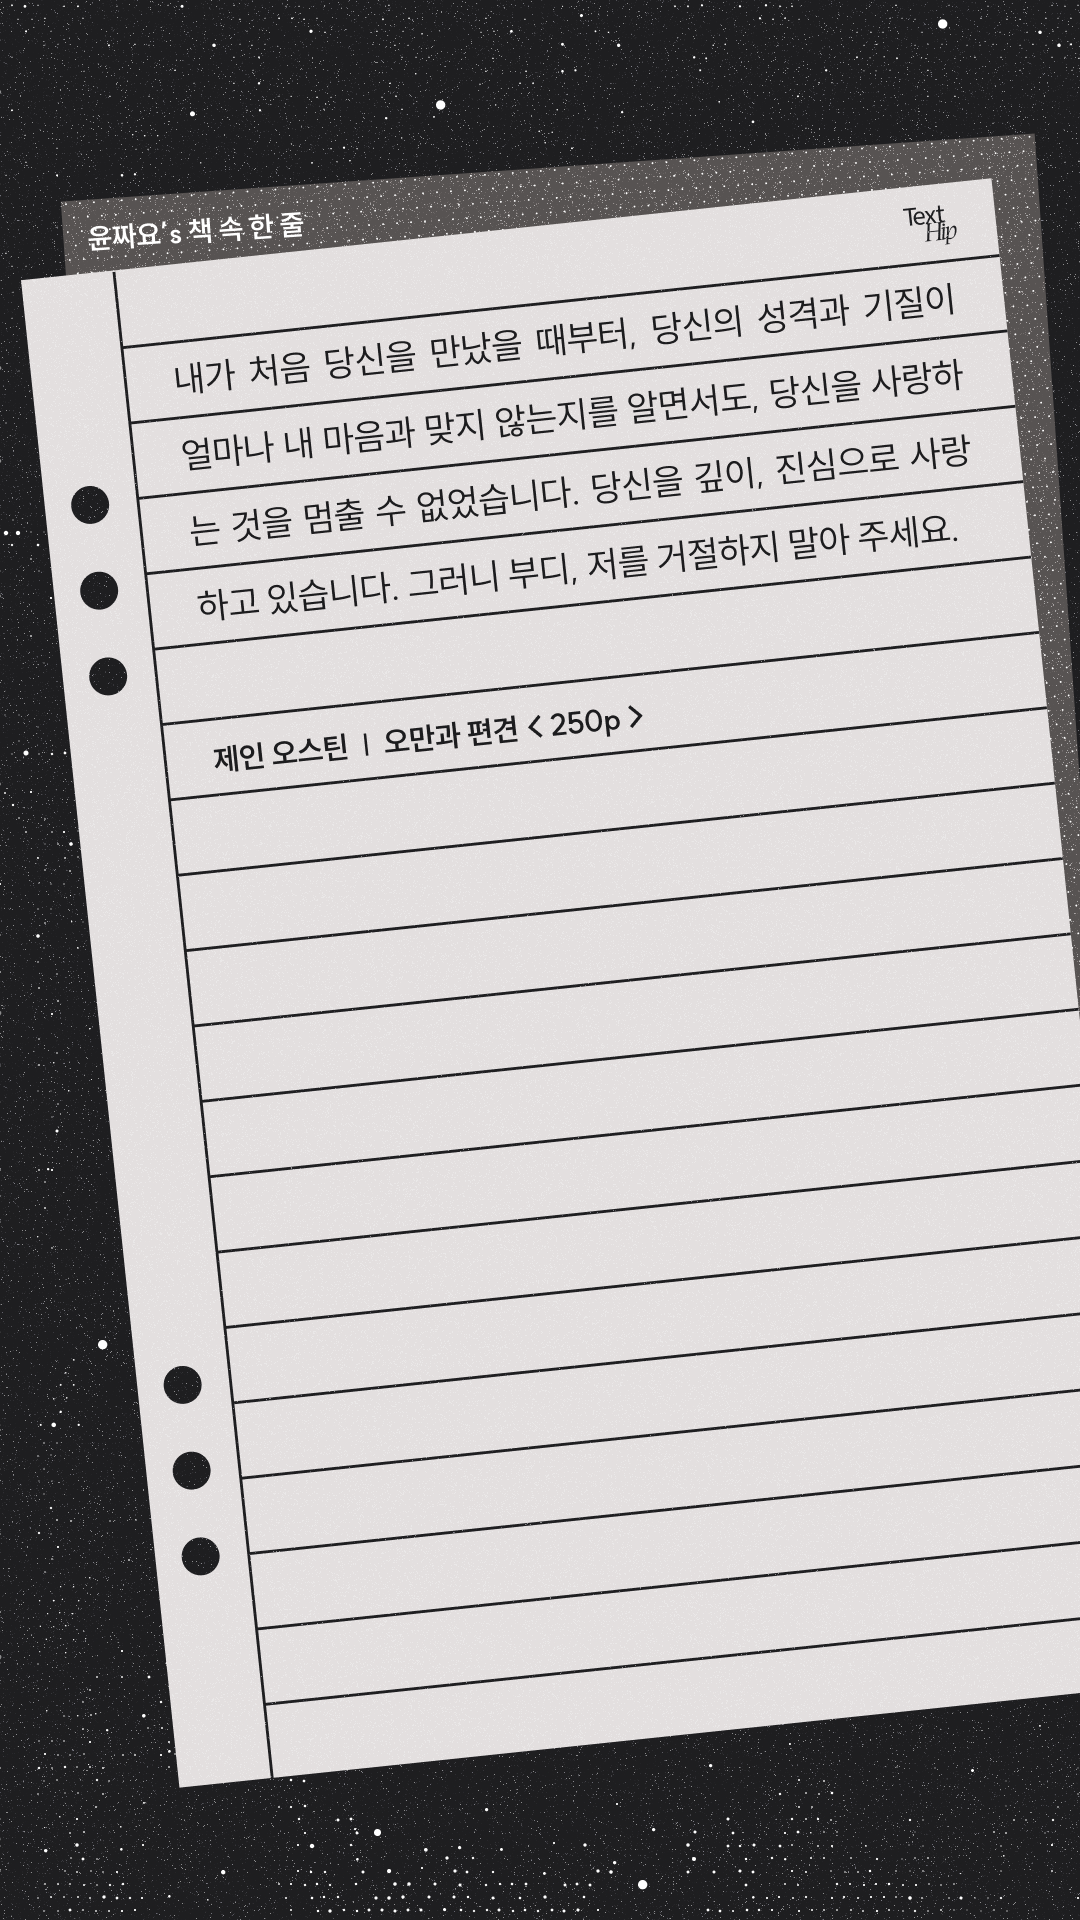 윤짜요's 책 속 한 줄
Text
Hip
내가 처음 당신을 만났을 때부터, 당신의 성격과 기질이
얼마나 내 마음과 맞지 않는지를 알면서도, 당신을 사랑하
는 것을 멈출 수 없었습니다. 당신을 깊이, 진심으로 사랑
하고 있습니다. 그러니 부디, 저를 거절하지 말아 주세요.
제인 오스틴 | 오만과 편견 < 250p >